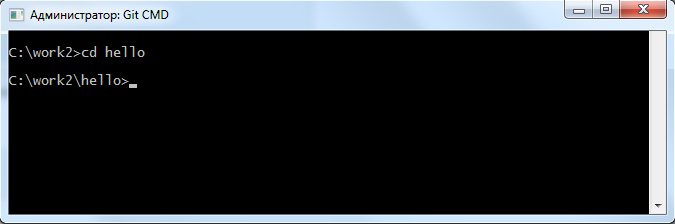 Администратор: Git CMD
C:\work2>cd hello
C:\work2\hello>